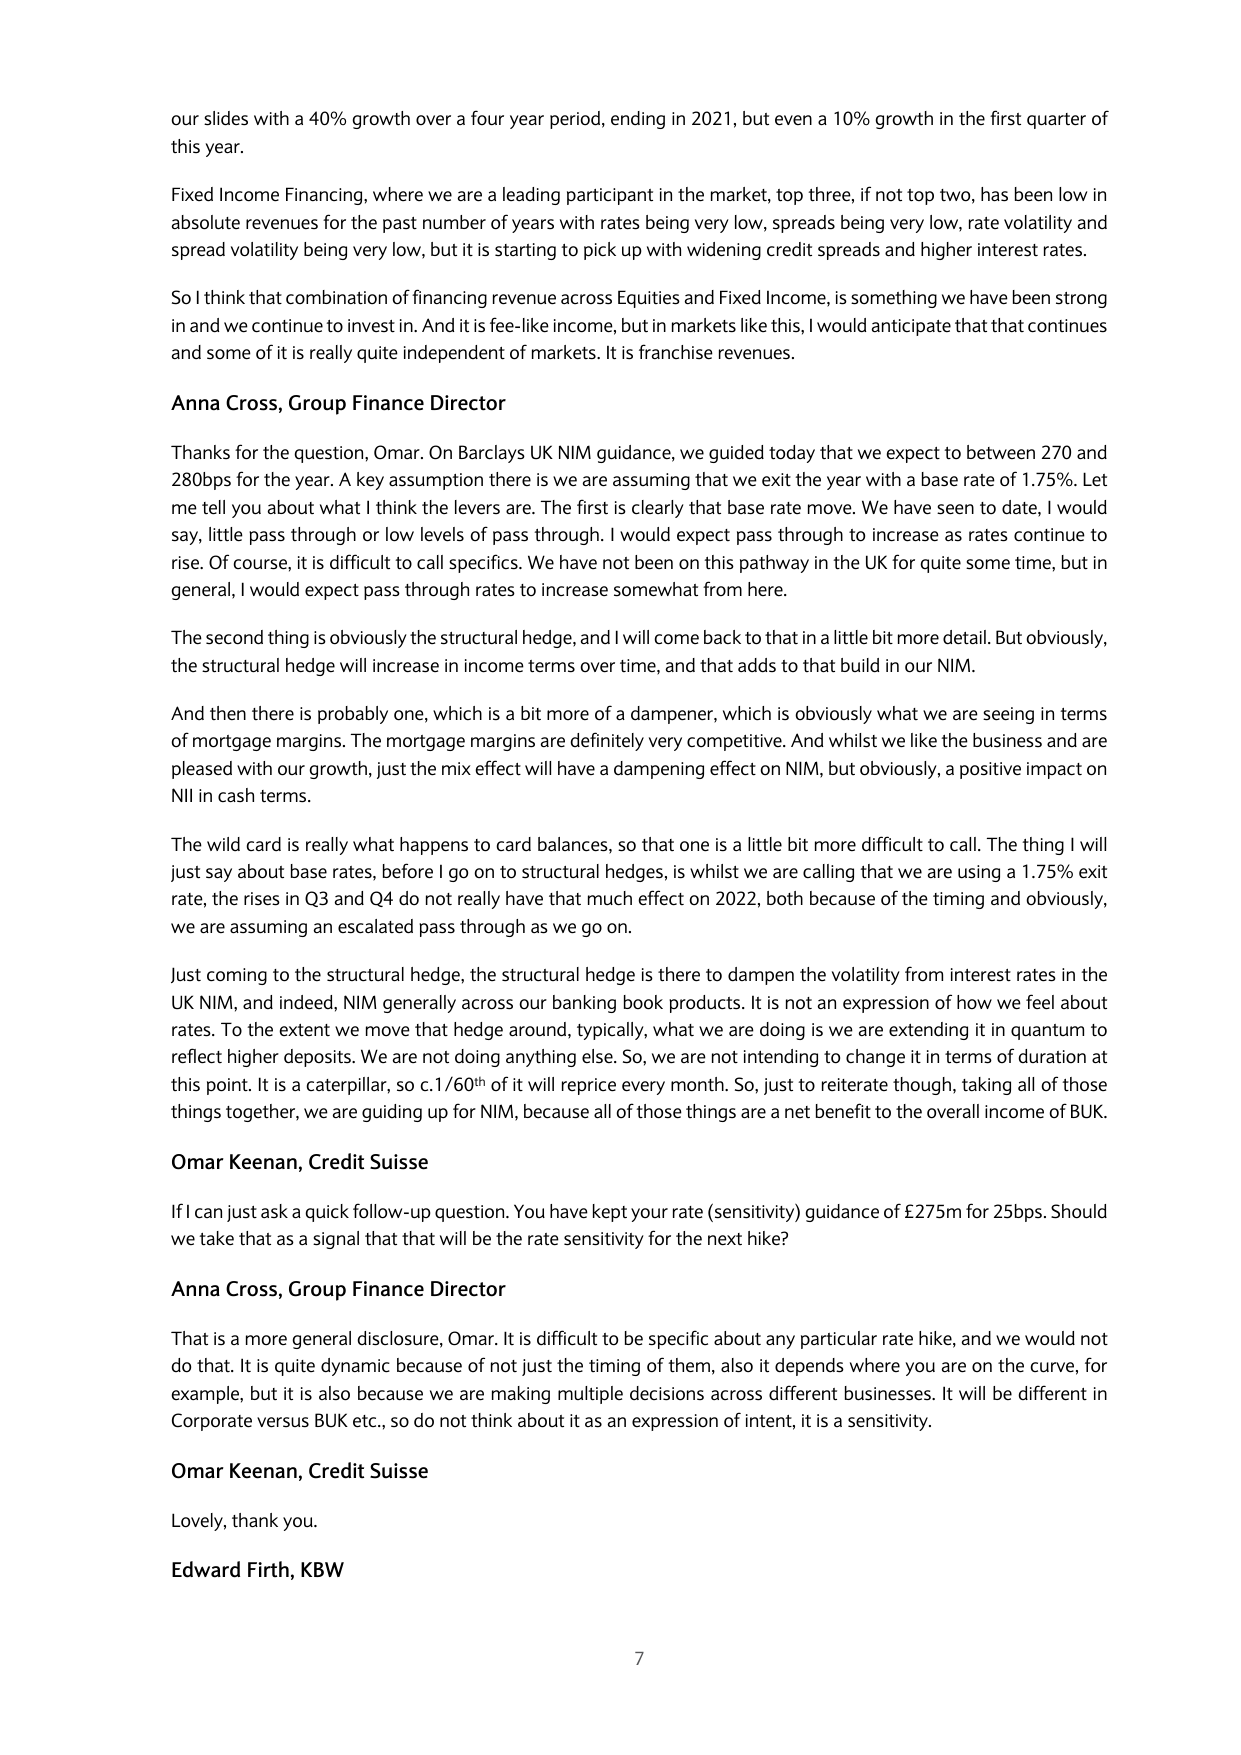 our slides with a 40% growth over a four year period, ending in 2021, but even a 10% growth in the first quarter of
this year.
Fixed Income Financing, where we are a leading participant in the market, top three, if not top two, has been low in
absolute revenues for the past number of years with rates being very low, spreads being very low, rate volatility and
spread volatility being very low, but it is starting to pick up with widening credit spreads and higher interest rates.
So I think that combination of financing revenue across Equities and Fixed Income, is something we have been strong
in and we continue to invest in. And it is fee-like income, but in markets like this, I would anticipate that that continues
and some of it is really quite independent of markets. It is franchise revenues.
Anna Cross, Group Finance Director
Thanks for the question, Omar. On Barclays UK NIM guidance, we guided today that we expect to between 270 and
280bps for the year. A key assumption there is we are assuming that we exit the year with a base rate of 1.75%. Let
me tell you about what I think the levers are. The first is clearly that base rate move. We have seen to date, I would
say, little pass through or low levels of pass through. I would expect pass through to increase as rates continue to
rise. Of course, it is difficult to call specifics. We have not been on this pathway in the UK for quite some time, but in
general, I would expect pass through rates to increase somewhat from here.
The second thing is obviously the structural hedge, and I will come back to that in a little bit more detail. But obviously,
the structural hedge will increase in income terms over time, and that adds to that build in our NIM.
And then there is probably one, which is a bit more of a dampener, which is obviously what we are seeing in terms
of mortgage margins. The mortgage margins are definitely very competitive. And whilst we like the business and are
pleased with our growth, just the mix effect will have a dampening effect on NIM, but obviously, a positive impact on
NII in cash terms.
The wild card is really what happens to card balances, so that one is a little bit more difficult to call. The thing I will
just say about base rates, before I go on to structural hedges, is whilst we are calling that we are using a 1.75% exit
rate, the rises in Q3 and Q4 do not really have that much effect on 2022, both because of the timing and obviously,
we are assuming an escalated pass through as we go on.
Just coming to the structural hedge, the structural hedge is there to dampen the volatility from interest rates in the
UK NIM, and indeed, NIM generally across our banking book products. It is not an expression of how we feel about
rates. To the extent we move that hedge around, typically, what we are doing is we are extending it in quantum to
reflect higher deposits. We are not doing anything else. So, we are not intending to change it in terms of duration at
this point. It is a caterpillar, so c.1/60th of it will reprice every month. So, just to reiterate though, taking all of those
things together, we are guiding up for NIM, because all of those things are a net benefit to the overall income of BUK.
Omar Keenan, Credit Suisse
If I can just ask a quick follow-up question. You have kept your rate (sensitivity) guidance of £275m for 25bps. Should
we take that as a signal that that will be the rate sensitivity for the next hike?
Anna Cross, Group Finance Director
That is a more general disclosure, Omar. It is difficult to be specific about any particular rate hike, and we would not
do that. It is quite dynamic because of not just the timing of them, also it depends where you are on the curve, for
example, but it is also because we are making multiple decisions across different businesses. It will be different in
Corporate versus BUK etc., so do not think about it as an expression of intent, it is a sensitivity.
Omar Keenan, Credit Suisse
Lovely, thank you.
Edward Firth, KBW
7